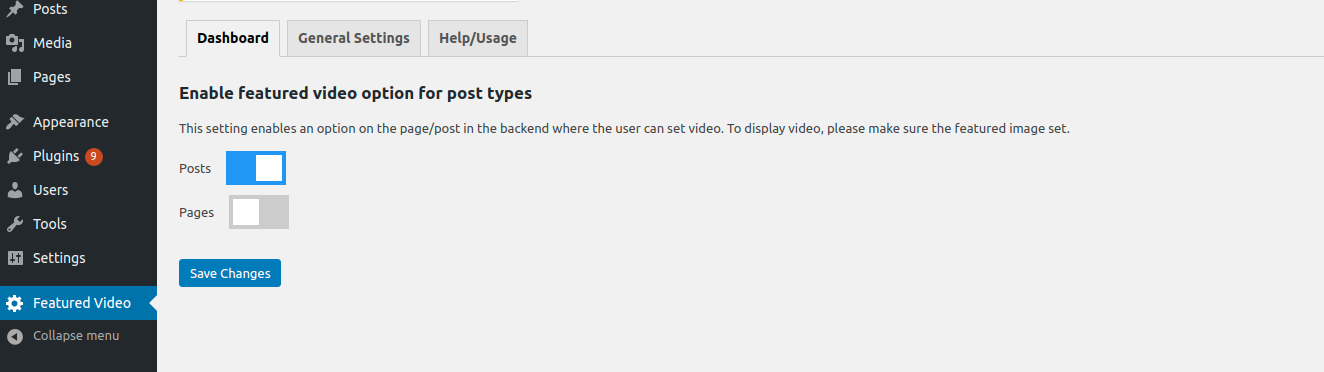 Posts
Media
Pages
Appearance
Plugins 9
Users
Tools
Settings
Featured Video
Collapse menu
Dashboard General Settings Help/Usage
Enable featured video option for post types
This setting enables an option on the page/post in the backend where the user can set video. To display video, please make sure the featured image set.
Posts
Pages
Save Changes